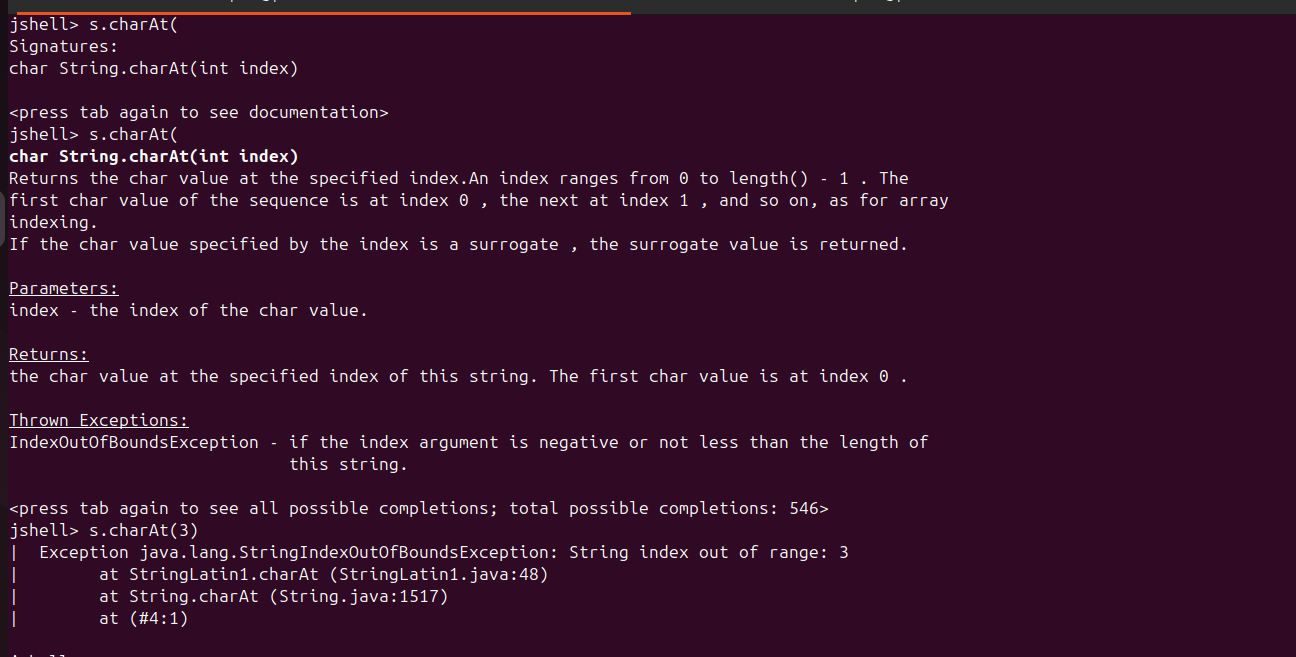 jshell> s.charAt(
Signatures:
char String.charAt(int index)
<press tab again to see documentation>
jshell> s.charAt(
char String.charAt(int index)
Returns the char value at the specified index.An index ranges from 0 to length() - 1 . The
first char value of the sequence is at index 0 , the next at index 1 , and so on, as for array
indexing.
If the char value specified by the index is a surrogate , the surrogate value is returned.
Parameters:
index - the index of the char value.
Returns:
the char value at the specified index of this string. The first char value is at index 0 .
Thrown Exceptions:
IndexOutOfBoundsException - if the index argument is negative or not less than the length of
this string.
<press tab again to see all possible completions; total possible completions: 546>
jshell> s.charAt(3)
|  Exception java.lang.StringIndexOutOfBoundsException: String index out of range: 3
|        at StringLatin1.charAt (StringLatin1.java:48)
|        at String.charAt (String.java:1517)
|        at (#4:1)